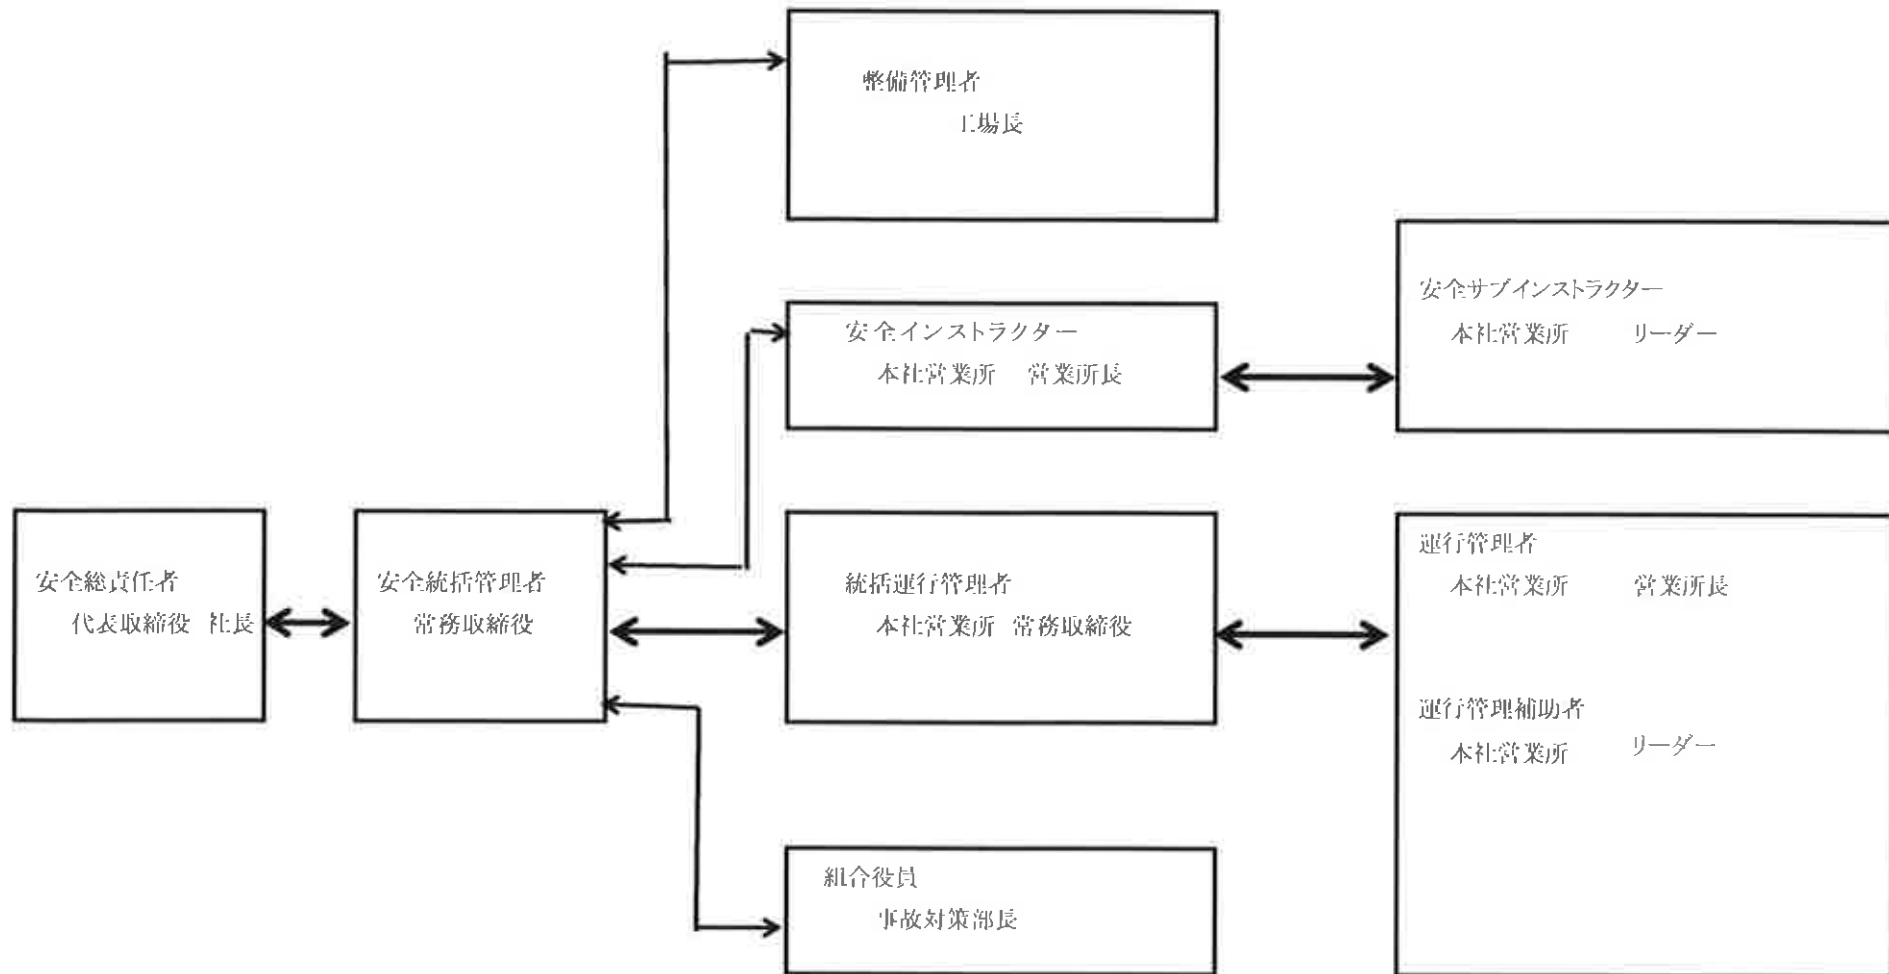 整備管理者
工場長
安全サブインストラクター
本社営業所 リーダー
安全インストラクター
本社営業所 営業所長
安全総責任者
代表取締役 社長
安全統括管理者
常務取締役
統括運行管理者
本社営業所 常務取締役
運行管理者
本社営業所 営業所長
運行管理補助者
本社営業所 リーダー
組合役員
事故対策部長